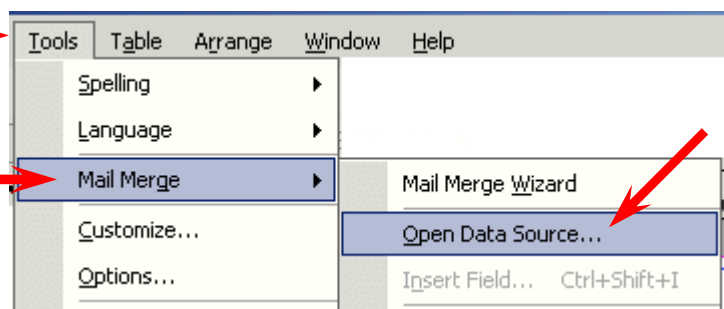 Tools Table Arrange Window Help
Spelling
Language
Mail Merge
Mail Merge Wizard
Customize...
Open Data Source...
Options...
Insert Field... Ctrl+Shift+I